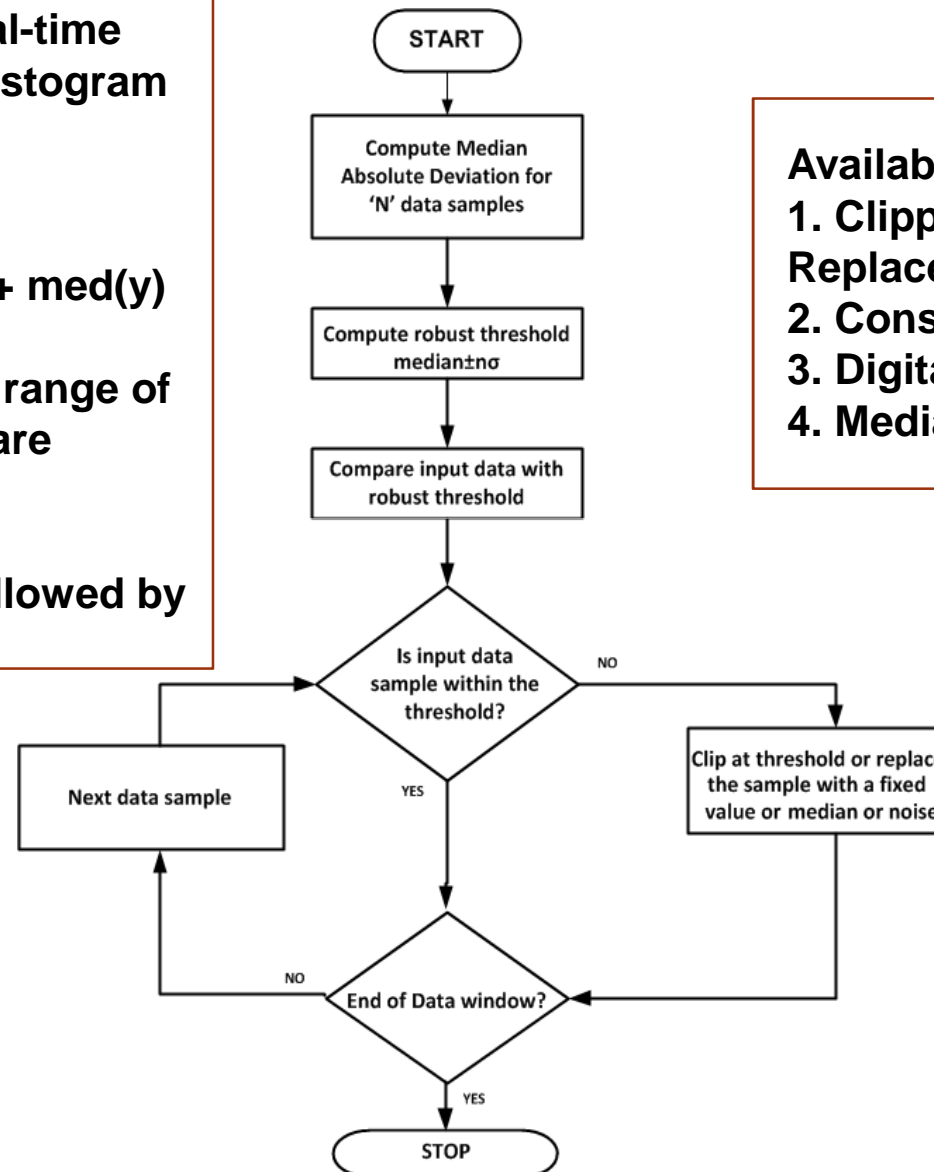 al-time
stogram
+ med(y)
range of
are
llowed by
START
Compute Median
Absolute Deviation for
‘N’ data samples
Compute robust threshold
median±nσ
Compare input data with
robust threshold
Is input data
sample within the
threshold?
NO
YES
Next data sample
Clip at threshold or replac
the sample with a fixed
value or median or noise
NO
End of Data window?
YES
STOP
Availab
1. Clipp
Replace
2. Cons
3. Digita
4. Media